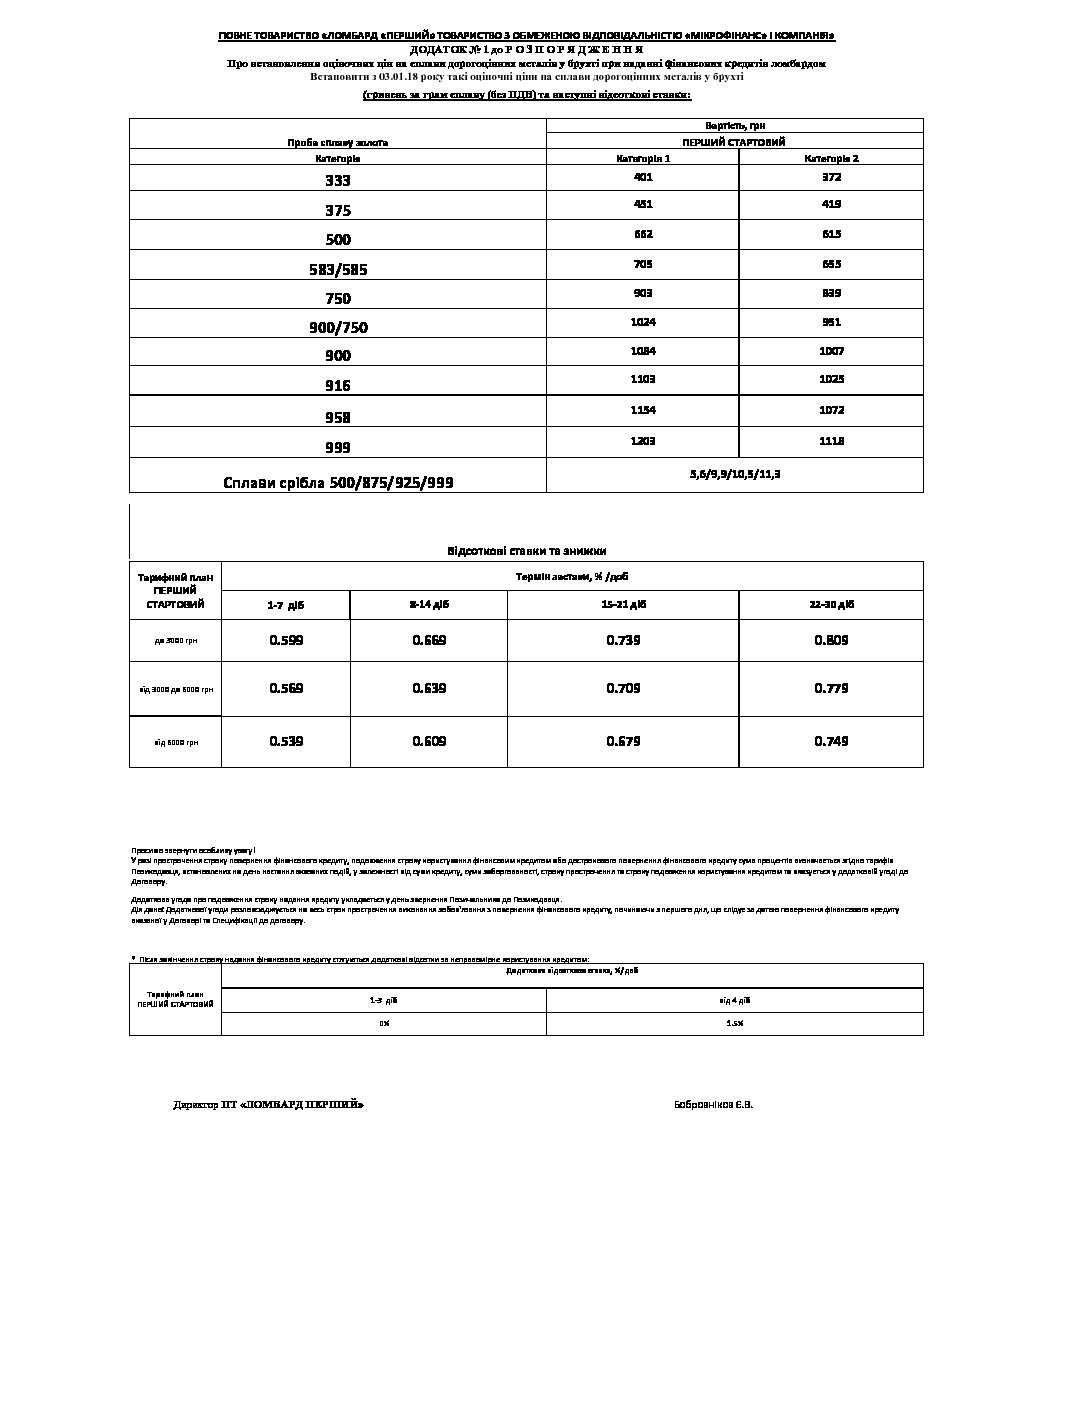 ПОВНЕ ТОВАРИСТВО «ЛОМБАРД «ПЕРШИЙ» ТОВАРИСТВО З ОБМЕЖЕНОЮ ВІДПОВІДАЛЬНІСТЮ «МІКРОФІНАНС» І КОМПАНІЯ»
ДОДАТОК № 1 до Р О З П О Р Я Д Ж Е Н Н Я
Про встановлення оціночних цін на сплави дорогоцінних металів у брухті при наданні фінансових кредитів ломбардом
Встановити з 03.01.18 року такі оціночні ціни на сплави дорогоцінних металів у брухті
(гривень за грам сплаву (без ПДВ) та наступні відсоткові ставки:
Проба сплаву золота Вартість, грн
ПЕРШИЙ СТАРТОВИЙ
Категорія Категорія 1 Категорія 2
333 401 372
375 451 419
500 662 615
583/585 705 655
750 903 839
900/750 1024 951
900 1084 1007
916 1103 1025
958 1154 1072
999 1203 1118
Сплави срібла 500/875/925/999 5,6/9,9/10,5/11,3
Відсоткові ставки та знижки
Тарифний план ПЕРШИЙ СТАРТОВИЙ Термін застави, % /доб
1-7 діб 8-14 діб 15-21 діб 22-30 діб
до 3000 грн 0.599 0.669 0.739 0.809
від 3000 до 6000 грн 0.569 0.639 0.709 0.779
від 6000 грн 0.539 0.609 0.679 0.749
Просимо звернути особливу увагу!
У разі прострочення строку повернення фінансового кредиту, подовження строку користування фінансовим кредитом або дострокового повернення фінансового кредиту сума процентів визначається згідно тарифів
Позикодавця, встановлених на день настання вказаних подій, у залежності від суми кредиту, суми заборгованості, строку прострочення та строку подовження користування кредитом та вказується у додатковій угоді до
Договору.
Додаткова угода про подовження строку надання кредиту укладається у день звернення Позичальника до Позикодавця.
Дія даної Додаткової угоди розповсюджується на весь строк прострочення виконання зобов'язання з повернення фінансового кредиту, починаючи з першого дня, що слідує за датою повернення фінансового кредиту
вказаної у Договорі та Специфікації до договору.
* Після закінчення строку надання фінансового кредиту стягується додаткові відсотки за неправомірне користування кредитом:
Тарифний план ПЕРШИЙ СТАРТОВИЙ Додаткова відсоткова ставка, %/доб
1-3 діб від 4 діб
0% 1.5%
Директор ПТ «ЛОМБАРД ПЕРШИЙ» Бобровніков Є.В.